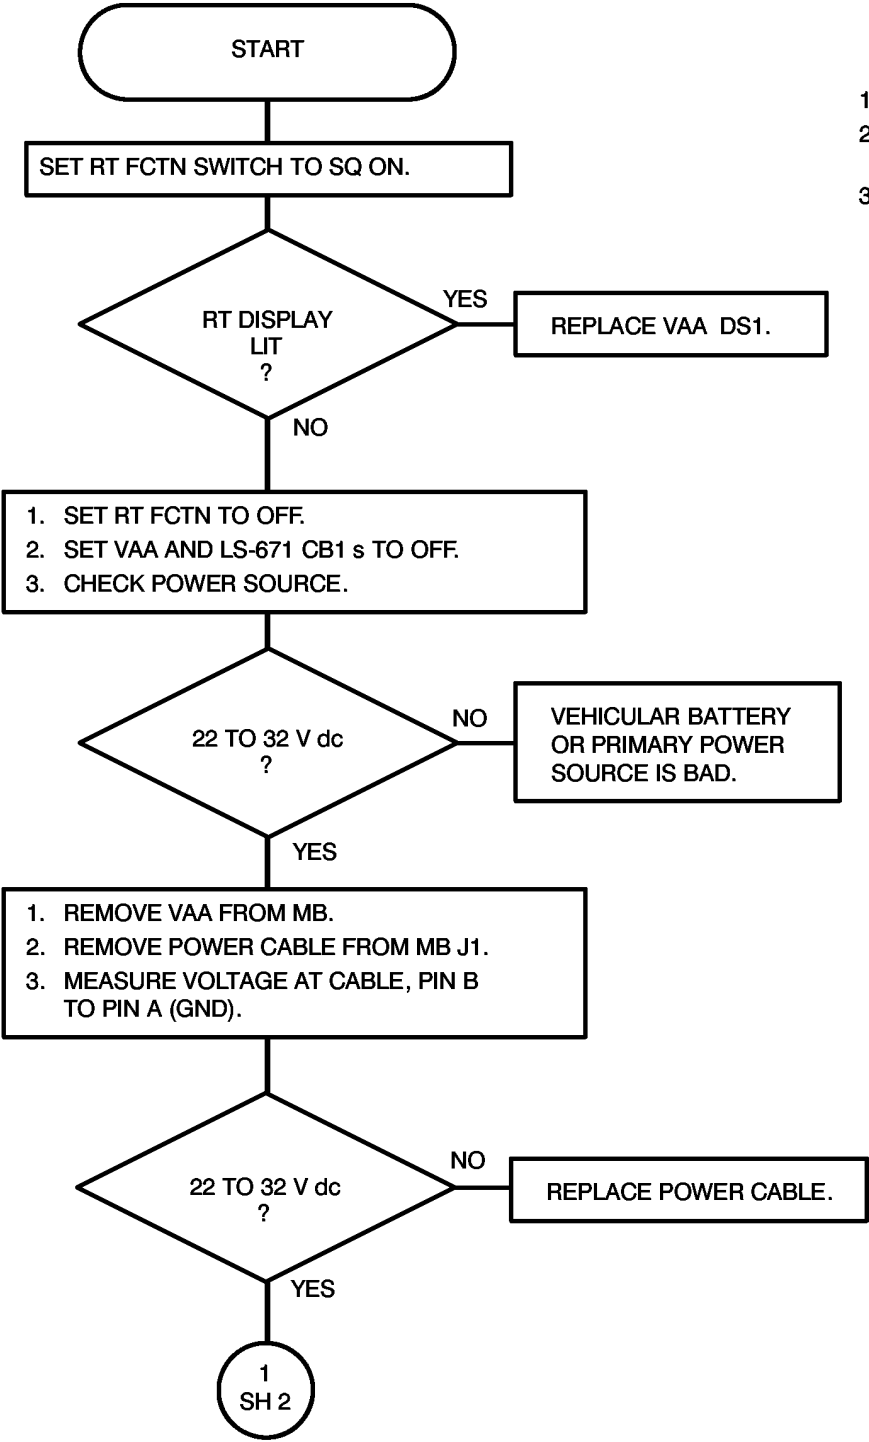 START
1
SET RT FCTN SWITCH TO SQ ON.
2
3
RT DISPLAY
LIT
?
YES
REPLACE VAA DS1.
NO
1. SET RT FCTN TO OFF.
2. SET VAA AND LS-671 CB1 s TO OFF.
3. CHECK POWER SOURCE.
22 TO 32 V dc
?
NO
VEHICULAR BATTERY
OR PRIMARY POWER
SOURCE IS BAD.
YES
1. REMOVE VAA FROM MB.
2. REMOVE POWER CABLE FROM MB J1.
3. MEASURE VOLTAGE AT CABLE, PIN B
TO PIN A (GND).
22 TO 32 V dc
?
NO
REPLACE POWER CABLE.
YES
1
SH 2